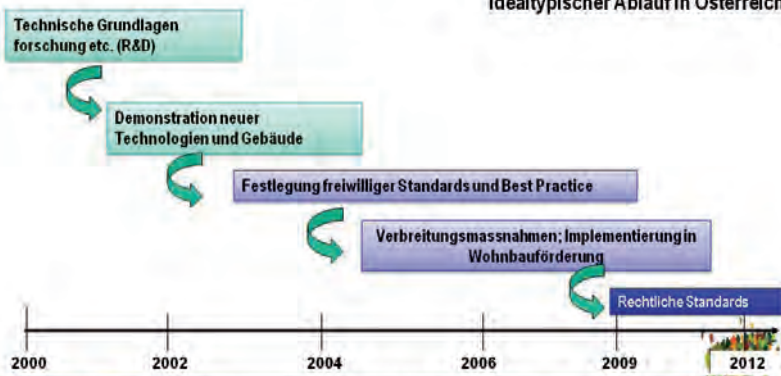 Idealtypischer Ablauf in Österreich
Technische Grundlagen
forschung etc. (R&D)
Demonstration neuer
Technologien und Gebäude
Festlegung freiwilliger Standards und Best Practice
Verbreitungsmassnahmen; Implementierung in
Wohnbauförderung
Rechtliche Standards
2000 2002 2004 2006 2009 2012